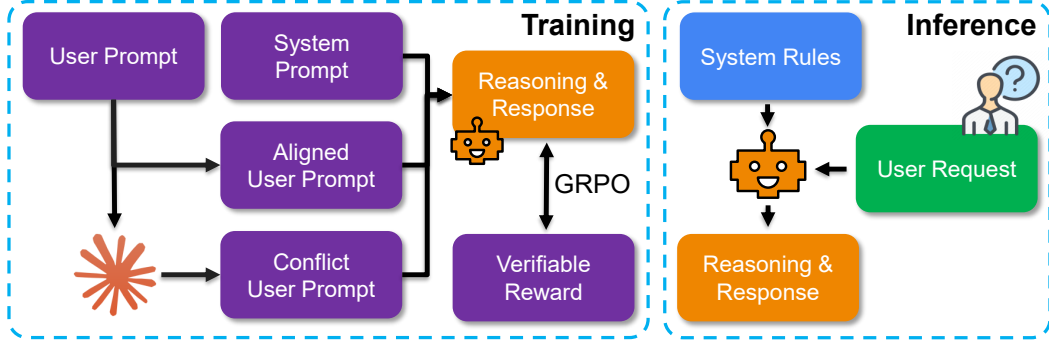 Training
User Prompt
System
Prompt
Reasoning &
Response
Aligned
User Prompt
GRPO
Conflict
User Prompt
Verifiable
Reward
Inference
System Rules
?
User Request
Reasoning &
Response